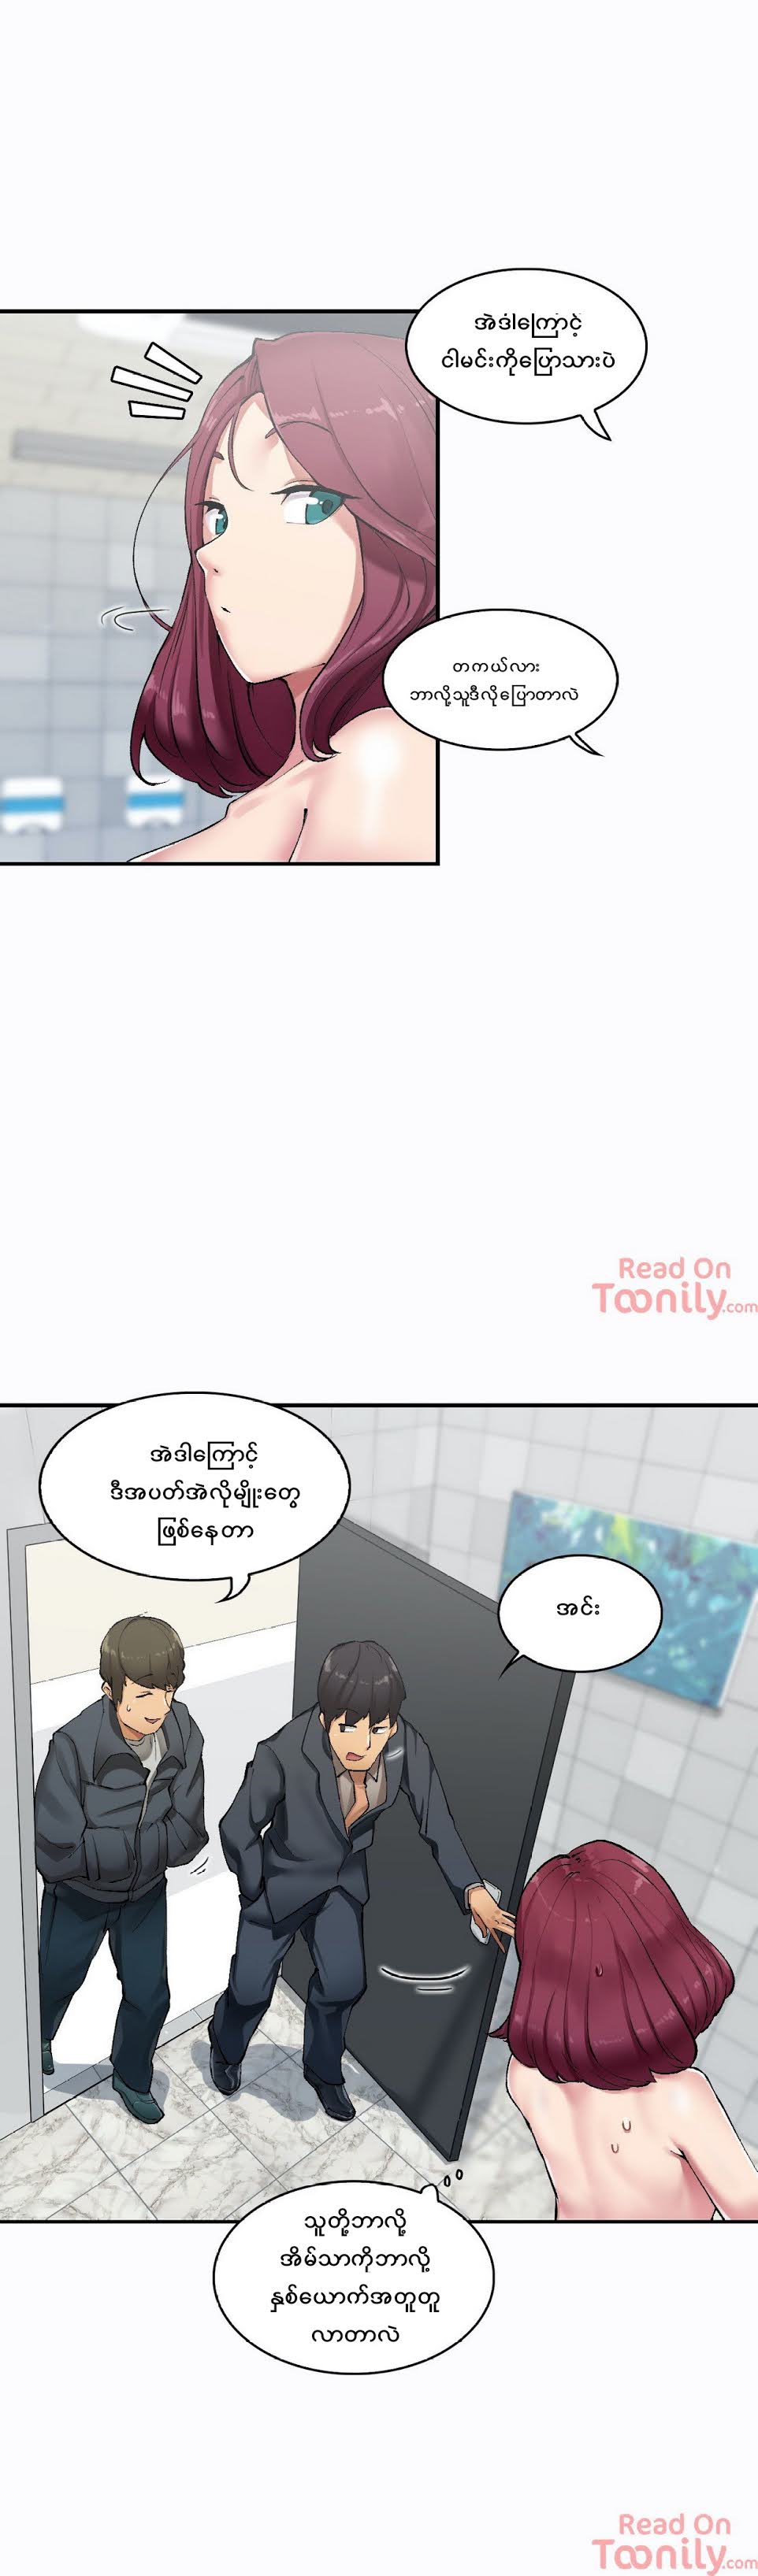 အဲဒါကြောင့်
ငါမင်းကိုပြောသားပဲ
တကယ်လား
ဘာလို့သူဒီလိုပြောတာလဲ
Read On
Toonily.com
အဲဒါကြောင့်
ဒီအပတ်အဲလိုမျိုးတွေ
ဖြစ်နေတာ
အင်း
သူတို့ဘာလို့
အိမ်သာကိုဘာလို့
နှစ်ယောက်အတူတူ
လာတာလဲ
Read On
Toonily.com